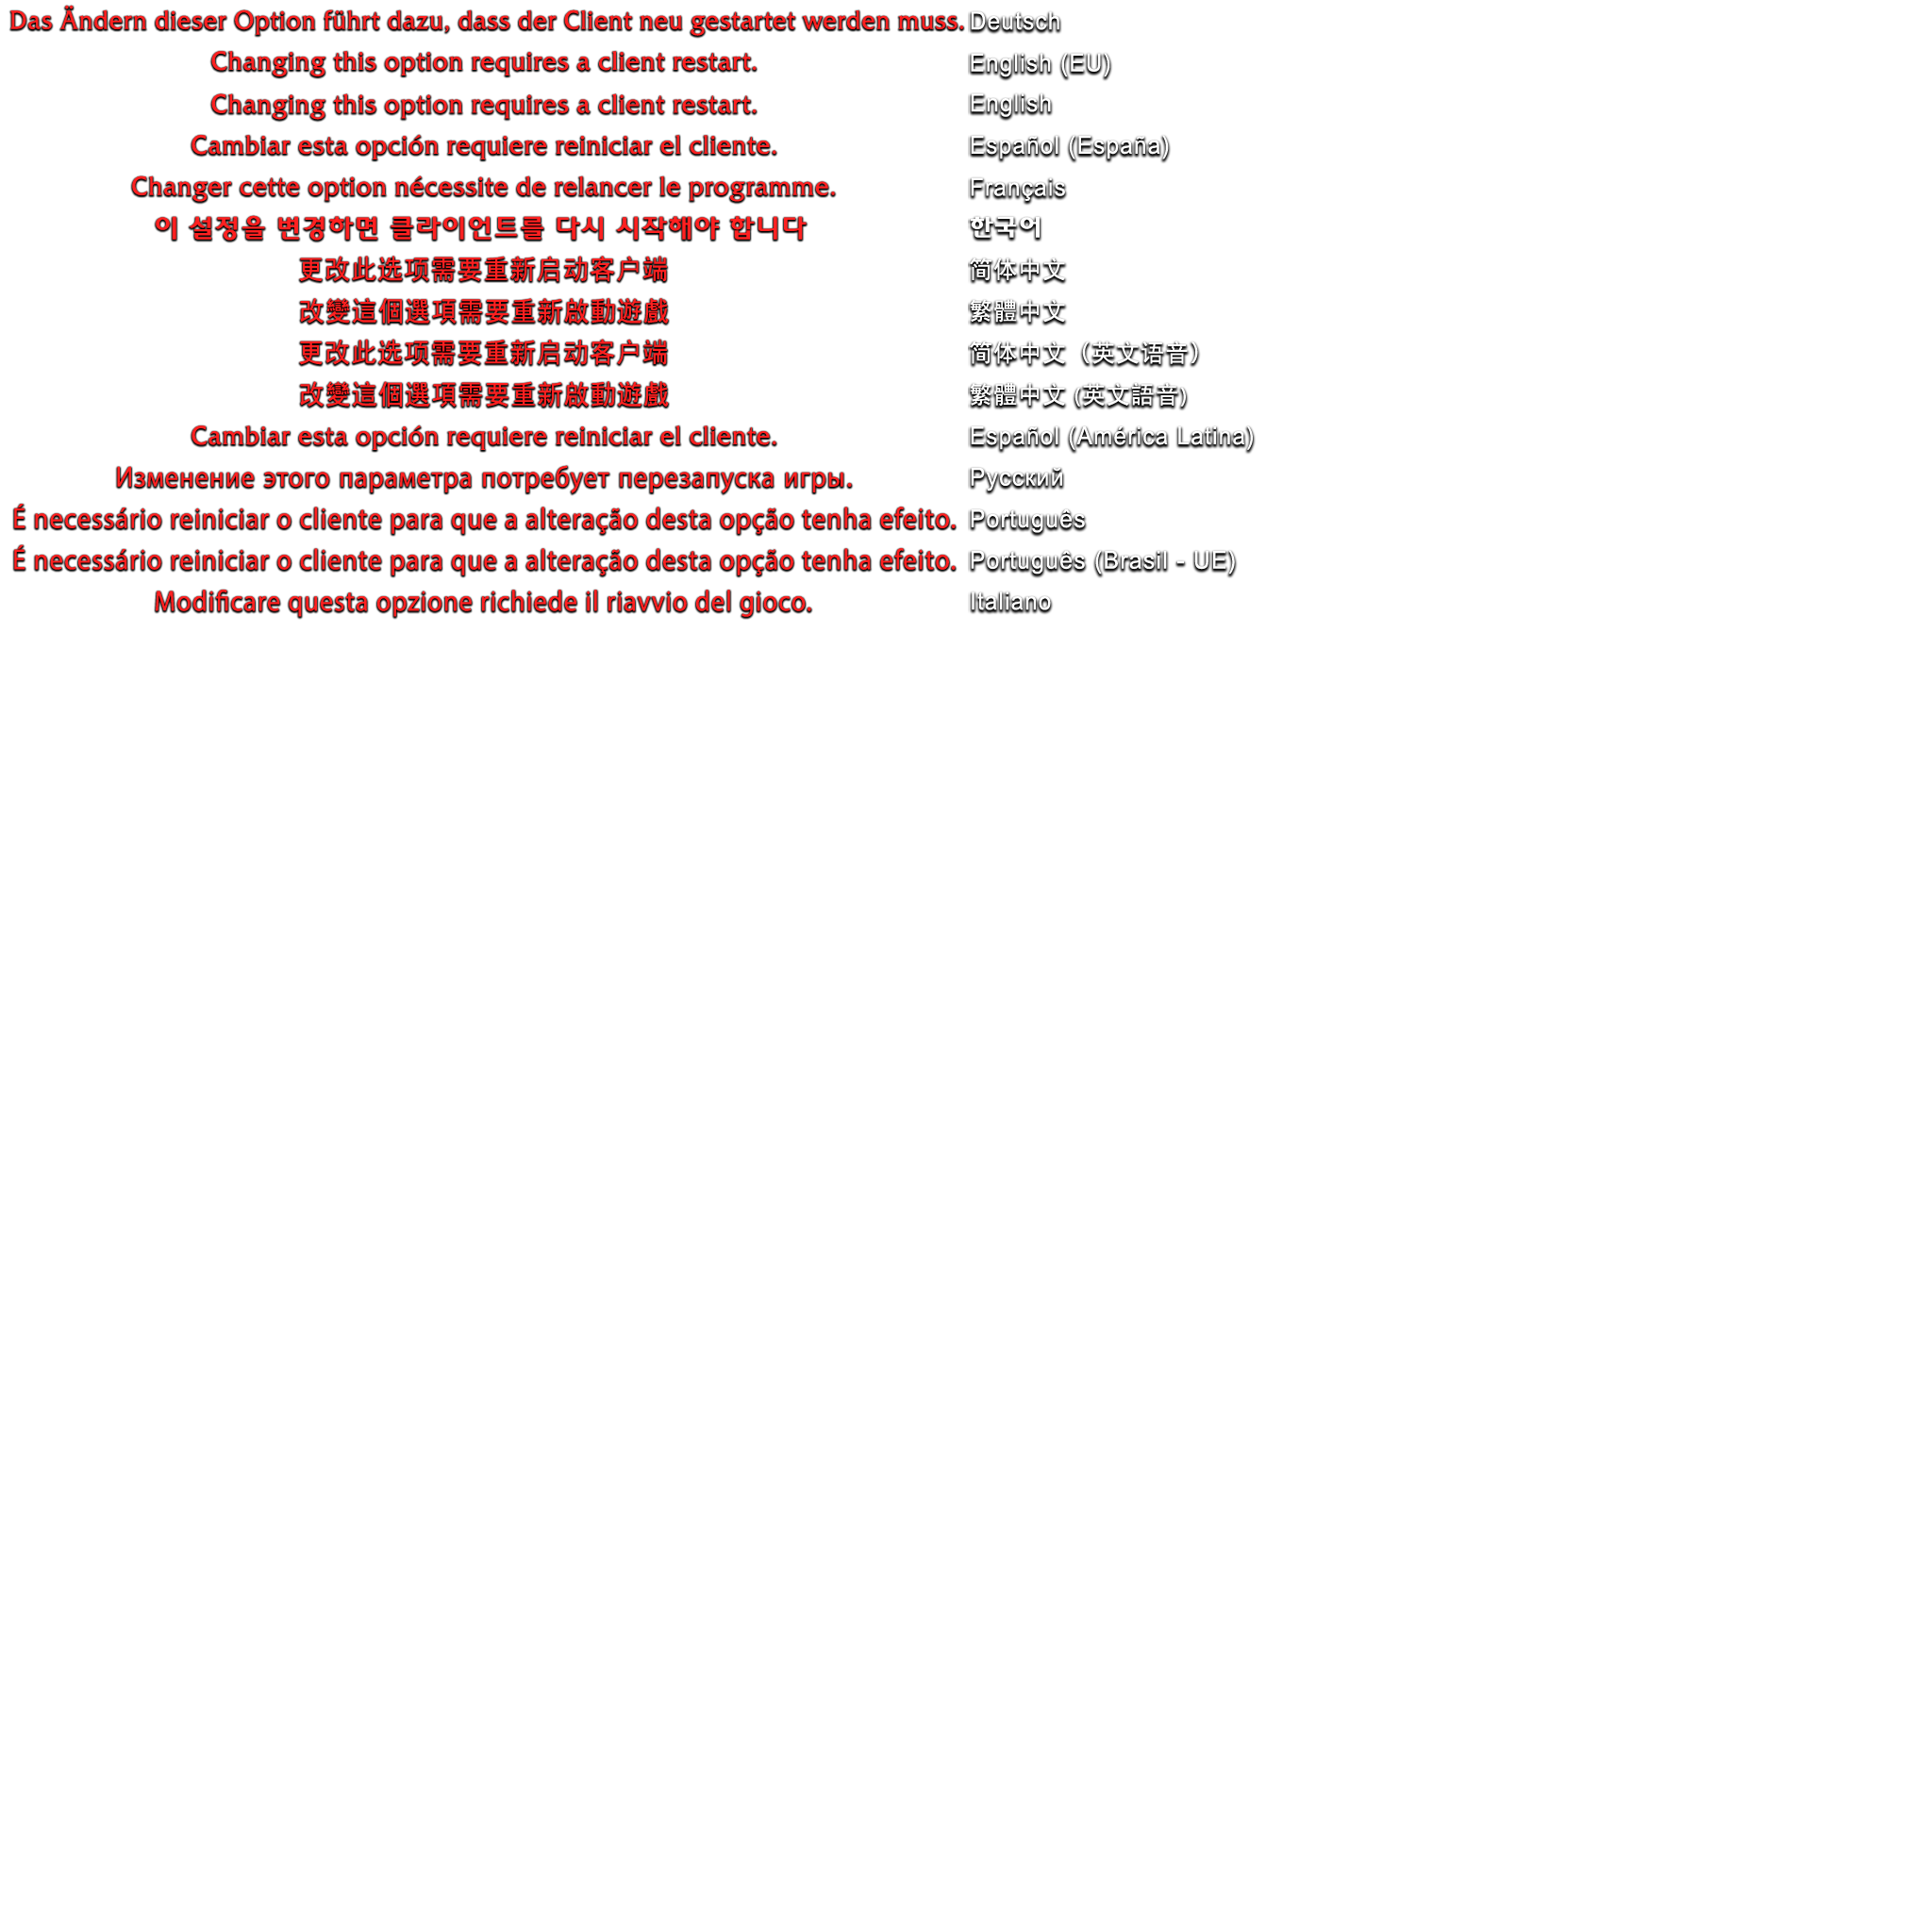 Das Ändern dieser Option führt dazu, dass der Client neu gestartet werden muss. Deutsch
Changing this option requires a client restart. English (EU)
Changing this option requires a client restart. English
Cambiar esta opción requiere reiniciar el cliente. Español (España)
Changer cette option nécessite de relancer le programme. Français
이 설정을 변경하면 클라이언트를 다시 시작해야 합니다 한국어
更改此选项需要重新启动客户端 简体中文
改變這個選項需要重新啟動遊戲 繁體中文
更改此选项需要重新启动客户端 简体中文（英文语音）
改變這個選項需要重新啟動遊戲 繁體中文 (英文語音)
Cambiar esta opción requiere reiniciar el cliente. Español (América Latina)
Изменение этого параметра потребует перезапуска игры. Русский
É necessário reiniciar o cliente para que a alteração desta opção tenha efeito. Português
É necessário reiniciar o cliente para que a alteração desta opção tenha efeito. Português (Brasil - UE)
Modificare questa opzione richiede il riavvio del gioco. Italiano